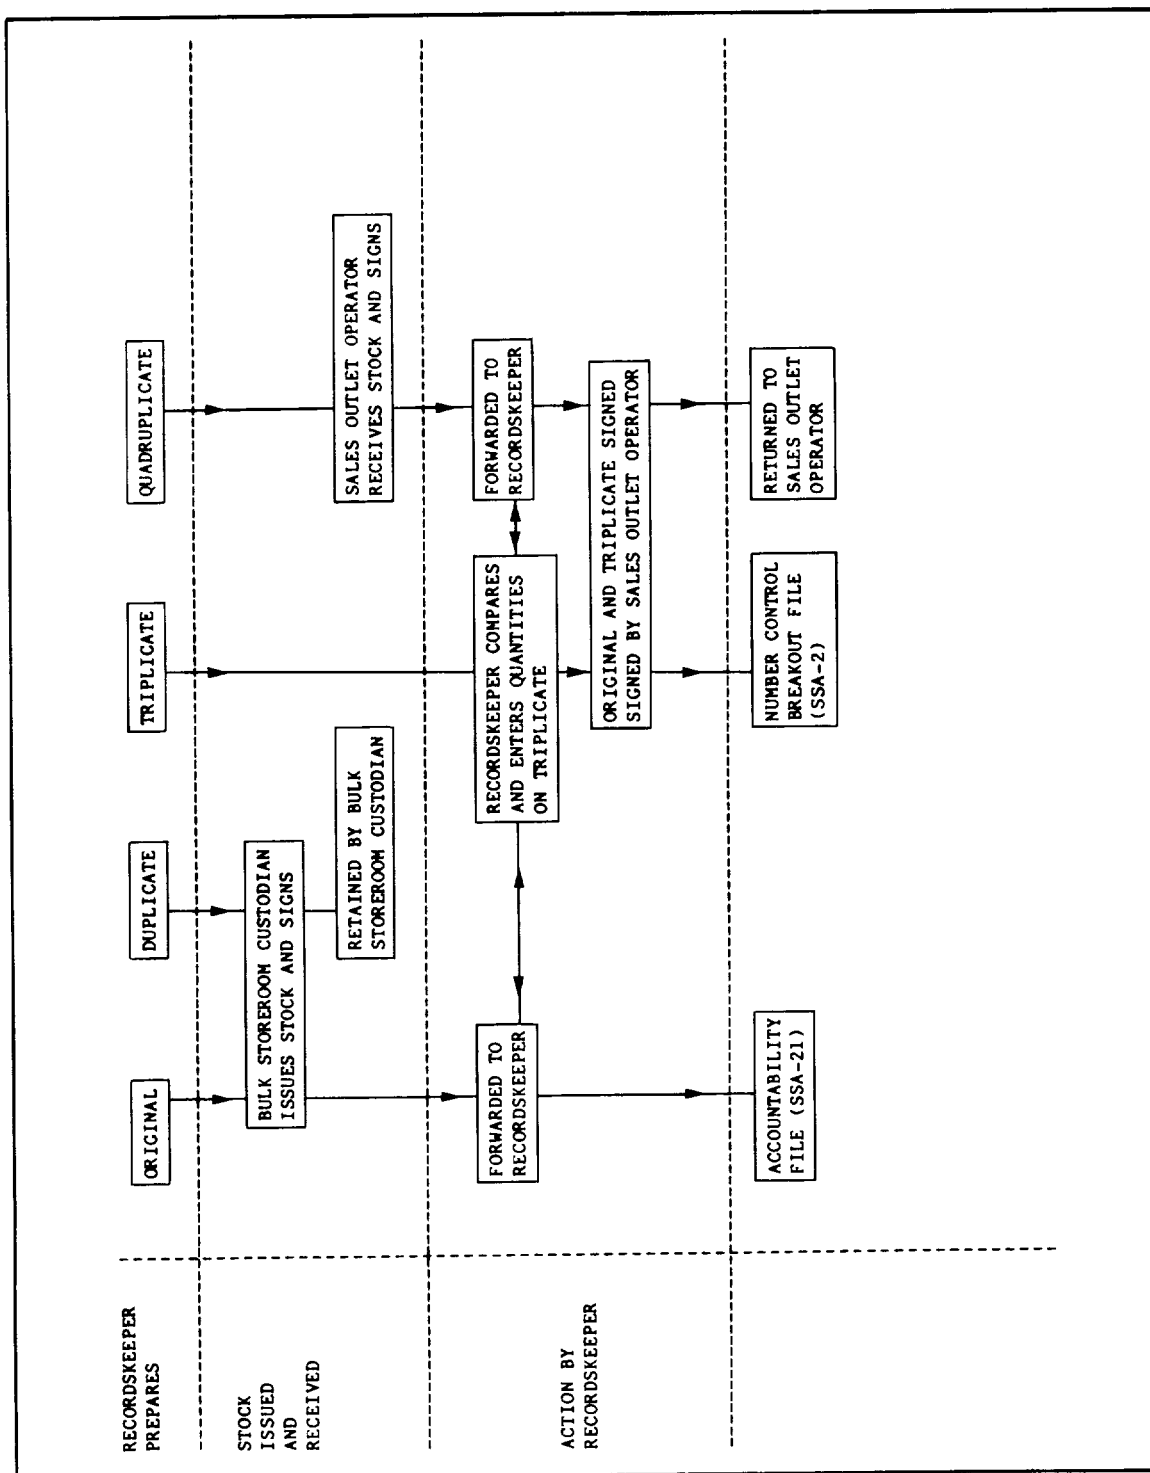 RECORDSKEEPER
PREPARES
ORIGINAL
DUPLICATE
TRIPLICATE
QUADRUPLICATE
STOCK
ISSUED
AND
RECEIVED
BULK STOREROOM CUSTODIAN
ISSUES STOCK AND SIGNS
RETAINED BY BULK
STOREROOM CUSTODIAN
SALES OUTLET OPERATOR
RECEIVES STOCK AND SIGNS
ACTION BY
RECORDSKEEPER
FORWARDED TO
RECORDSKEEPER
RECORDSKEEPER COMPARES
AND ENTERS QUANTITIES
ON TRIPLICATE
FORWARDED TO
RECORDSKEEPER
ORIGINAL AND TRIPLICATE SIGNED
SIGNED BY SALES OUTLET OPERATOR
ACCOUNTABILITY
FILE (SSA-21)
NUMBER CONTROL
BREAKOUT FILE
(SSA-2)
RETURNED TO
SALES OUTLET
OPERATOR